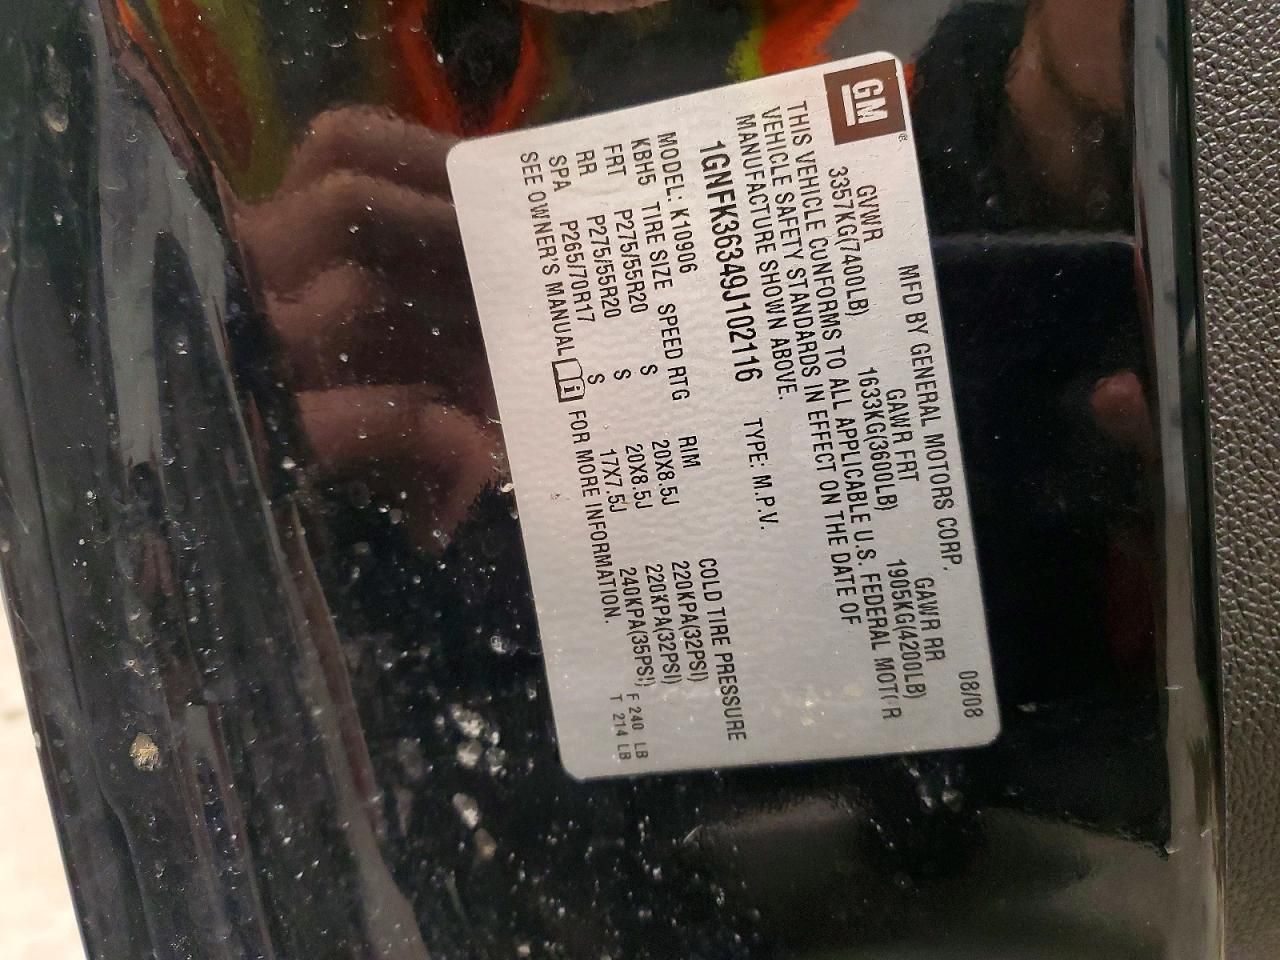 GM
®
MFD BY GENERAL MOTORS CORP. 08/08
GVWR GAWR FRT GAWR RR
3357KG(7400LB) 1633KG(3600LB) 1905KG(4200LB)
THIS VEHICLE CONFORMS TO ALL APPLICABLE U.S. FEDERAL MOTOR
VEHICLE SAFETY STANDARDS IN EFFECT ON THE DATE OF
MANUFACTURE SHOWN ABOVE.
1GNFK36349J102116 TYPE: M.P.V.
MODEL: K10906
KBH5 TIRE SIZE SPEED RTG RIM COLD TIRE PRESSURE
FRT P275/55R20 S 20X8.5J 220KPA(32PSI)
RR P275/55R20 S 20X8.5J 220KPA(32PSI)
SPA P265/70R17 S 17X7.5J 240KPA(35PSI) F 240 LB
SEE OWNER'S MANUAL i FOR MORE INFORMATION. T 214 LB